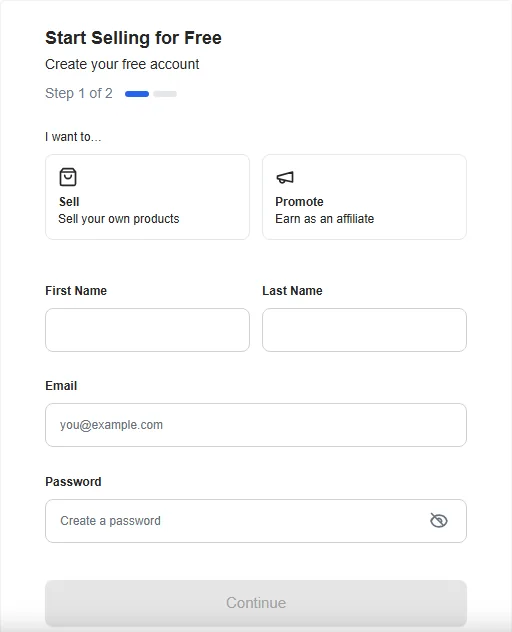 Start Selling for Free
Create your free account
Step 1 of 2
I want to...
Sell
Sell your own products
Promote
Earn as an affiliate
First Name
Last Name
Email
you@example.com
Password
Create a password
Continue